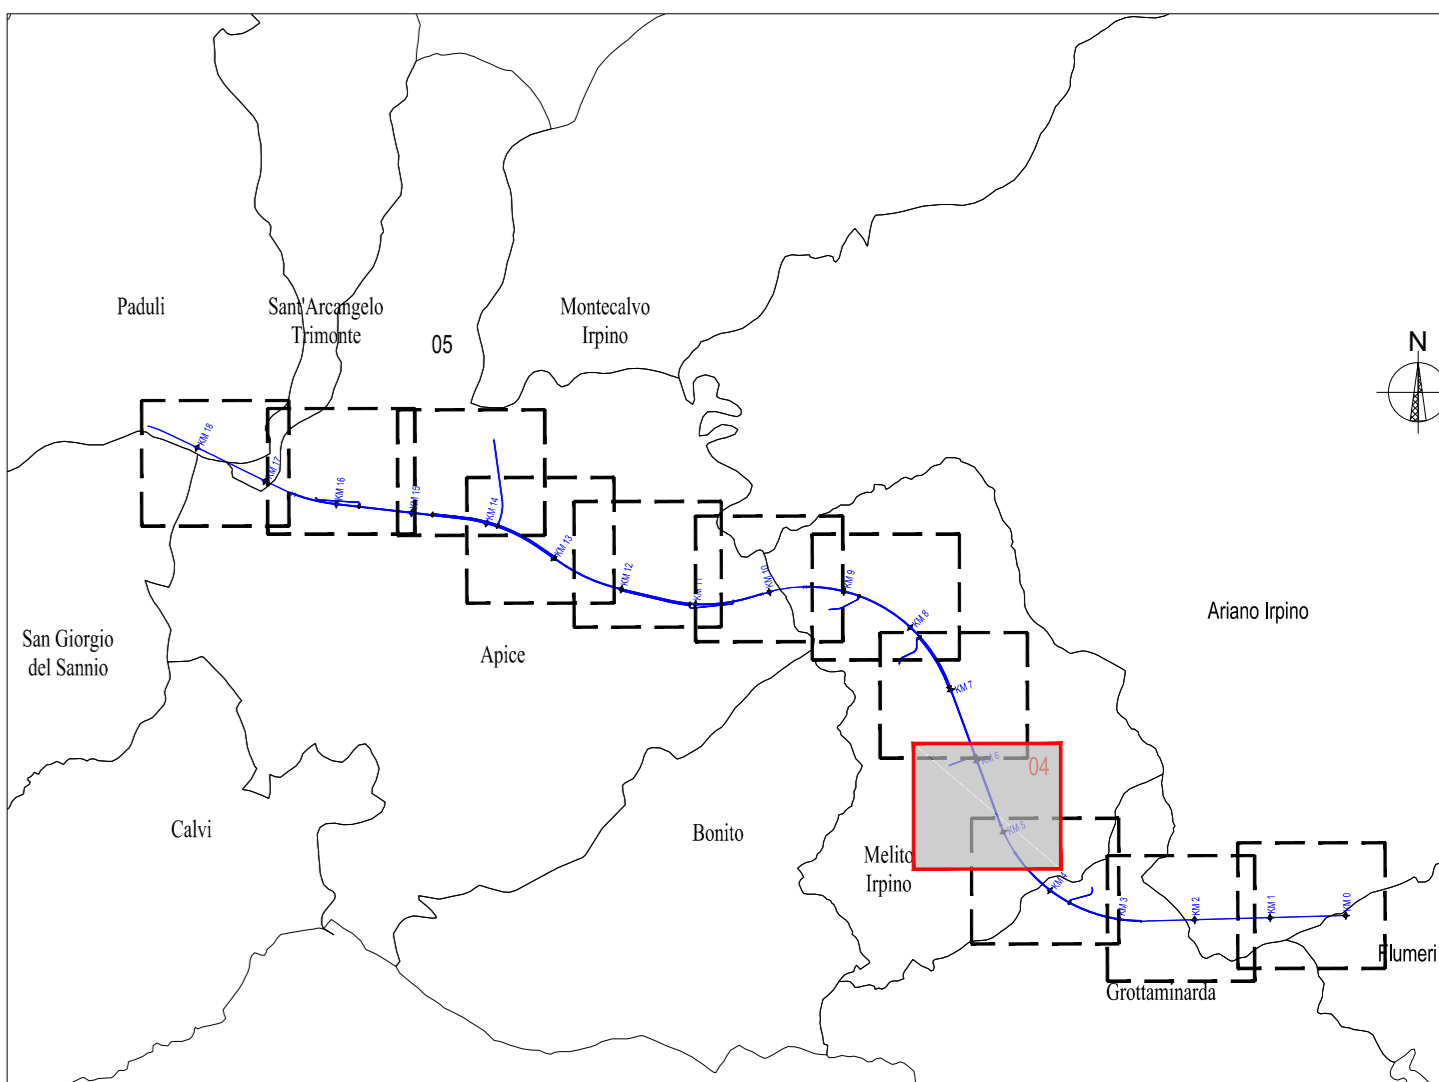 Paduli
Sant'Arcangelo
Trimonte
05
Montecalvo
Irpino
N
KM 18
KM 17
KM 16
KM 15
KM 14
KM 13
KM 12
KM 11
KM 10
KM 9
KM 8
KM 7
KM 6
04
KM 5
KM 4
KM 3
KM 2
KM 1
KM 0
San Giorgio
del Sannio
Apice
Ariano Irpino
Calvi
Bonito
Melito
Irpino
Flumeri
Grottaminarda